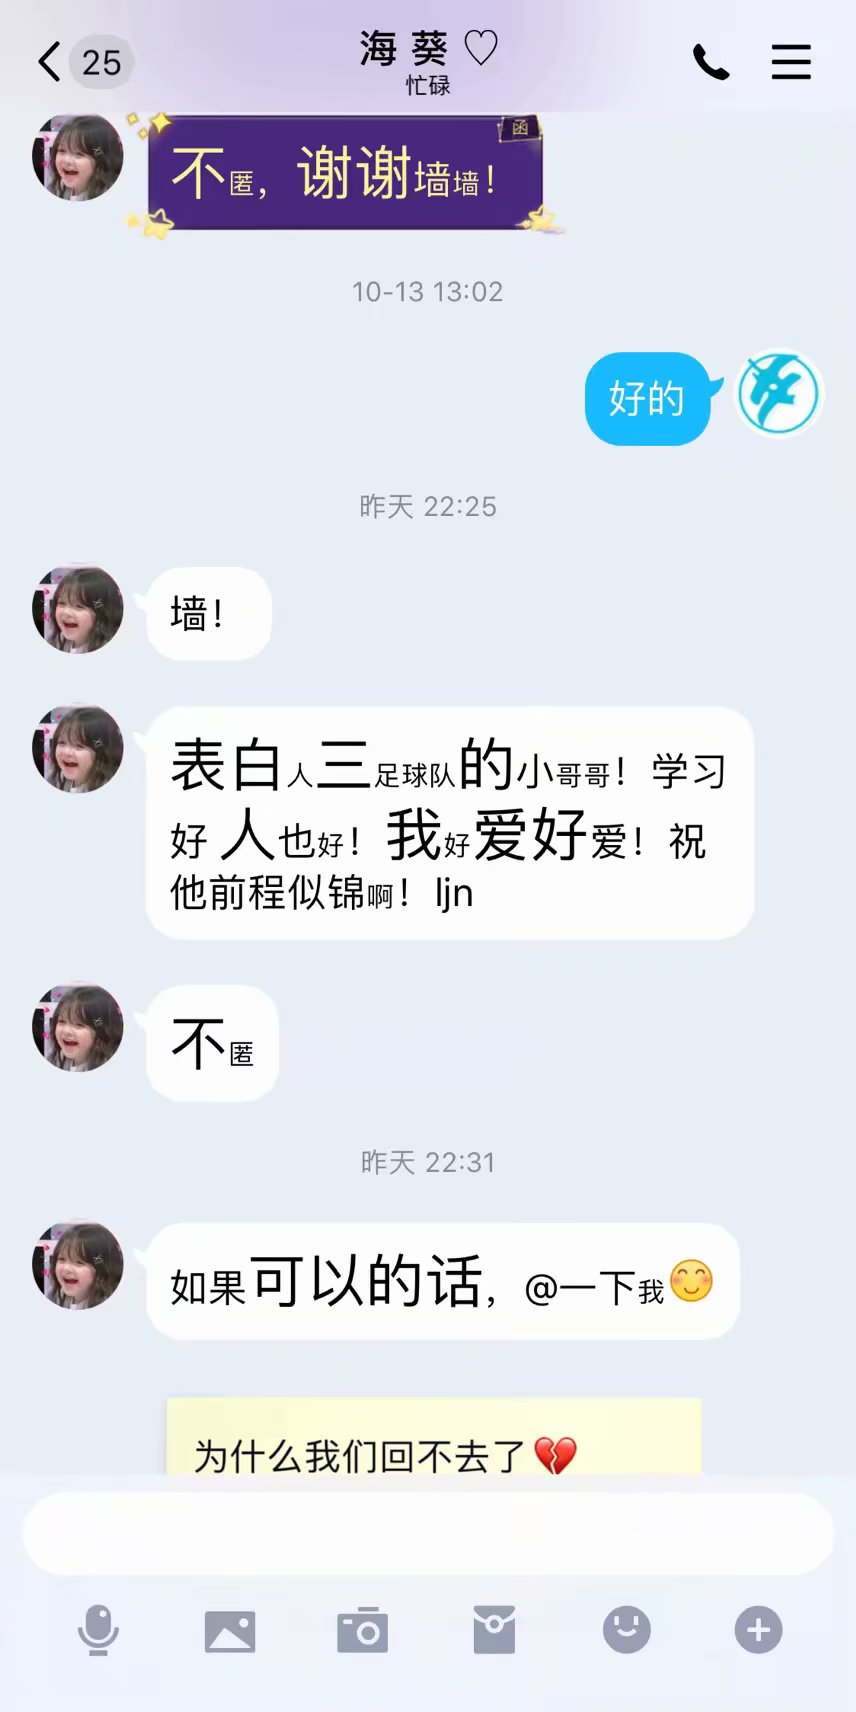 25
海 葵 ♡
忙碌
函
不匿，谢谢墙墙！
10-13 13:02
好的
昨天 22:25
墙！
表白人三足球队的小哥哥！学习
好 人也好！我好爱好爱！祝
他前程似锦啊！ljn
不匿
昨天 22:31
如果可以的话，@一下我😊
为什么我们回不去了💔